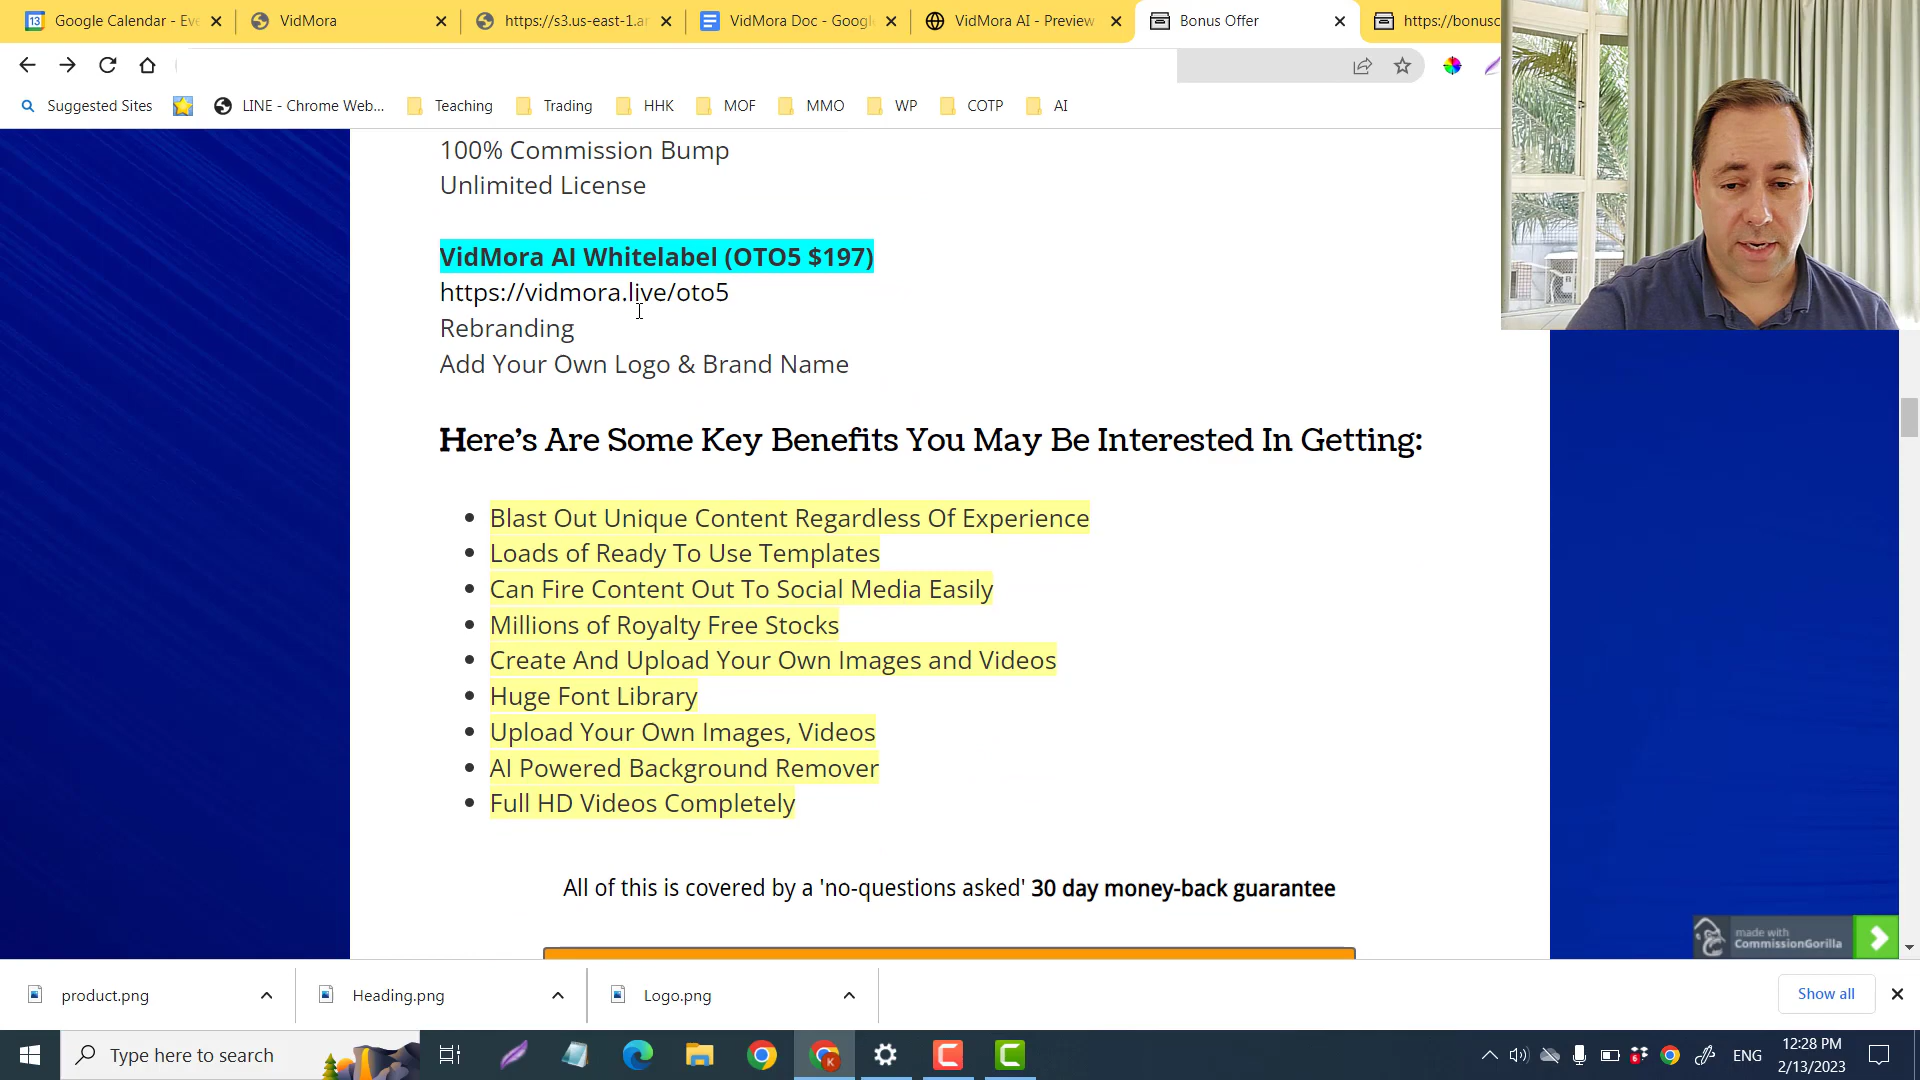 Google Calendar - Eve
VidMora
https://s3.us-east-1.ar
VidMora Doc - Google
VidMora AI - Preview
Bonus Offer
https://bonusc
Suggested Sites
LINE - Chrome Web...
Teaching
Trading
HHK
MOF
MMO
WP
COTP
AI
100% Commission Bump
Unlimited License
VidMora AI Whitelabel (OTO5 $197)
https://vidmora.live/oto5
Rebranding
Add Your Own Logo & Brand Name
Here's Are Some Key Benefits You May Be Interested In Getting:
Blast Out Unique Content Regardless Of Experience
Loads of Ready To Use Templates
Can Fire Content Out To Social Media Easily
Millions of Royalty Free Stocks
Create And Upload Your Own Images and Videos
Huge Font Library
Upload Your Own Images, Videos
AI Powered Background Remover
Full HD Videos Completely
All of this is covered by a 'no-questions asked' 30 day money-back guarantee
made with
CommissionGorilla
product.png
Heading.png
Logo.png
Show all
Type here to search
ENG
12:28 PM
2/13/2023